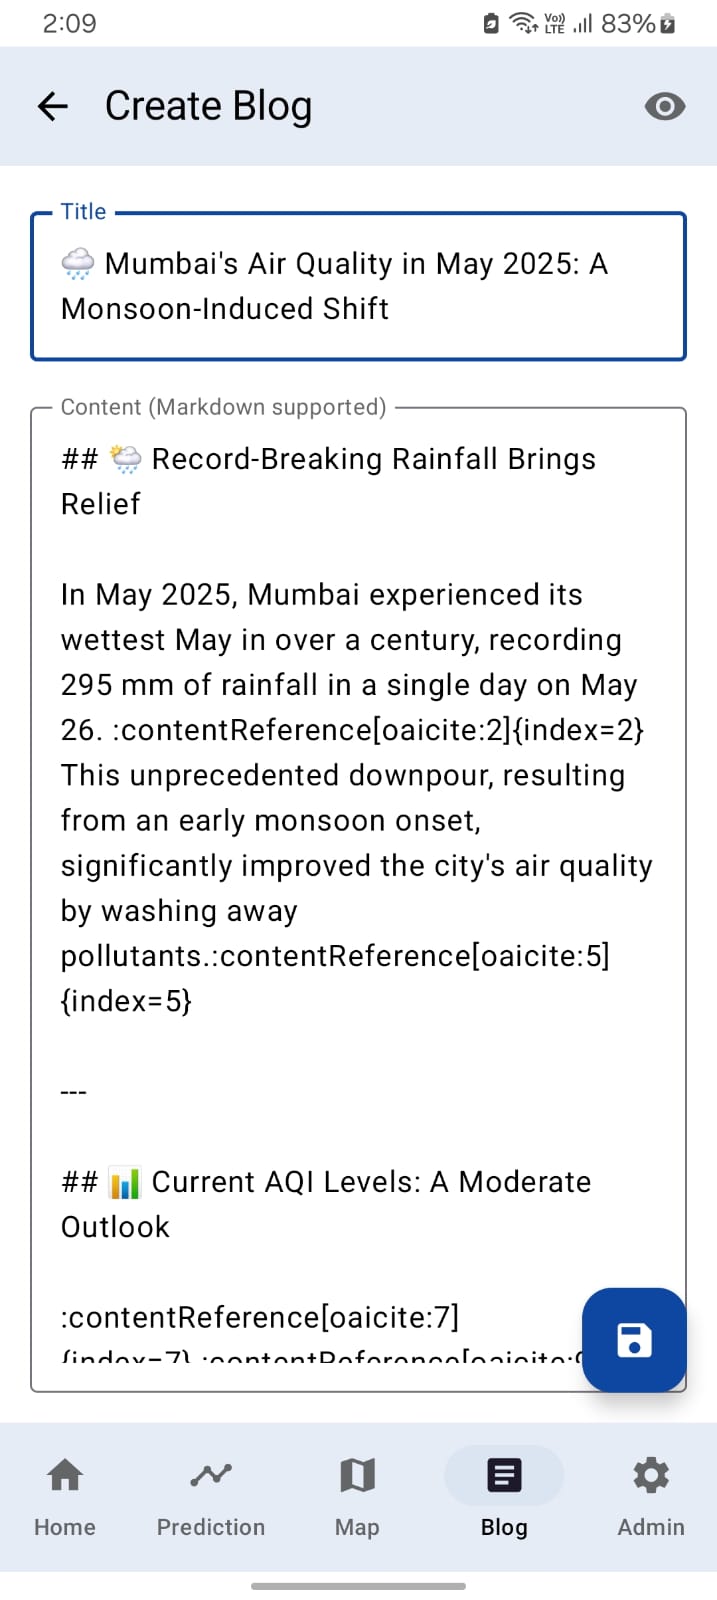 2:09
Vo)) LTE 83%
Create Blog
Title
🌧️ Mumbai's Air Quality in May 2025: A
Monsoon-Induced Shift
Content (Markdown supported)
## 🌦️ Record-Breaking Rainfall Brings
Relief
In May 2025, Mumbai experienced its
wettest May in over a century, recording
295 mm of rainfall in a single day on May
26. :contentReference[oaicite:2]{index=2}
This unprecedented downpour, resulting
from an early monsoon onset,
significantly improved the city's air quality
by washing away
pollutants.:contentReference[oaicite:5]
{index=5}
---
## 📊 Current AQI Levels: A Moderate
Outlook
:contentReference[oaicite:7]
{index=7} :contentReference[oaicite:
Home
Prediction
Map
Blog
Admin